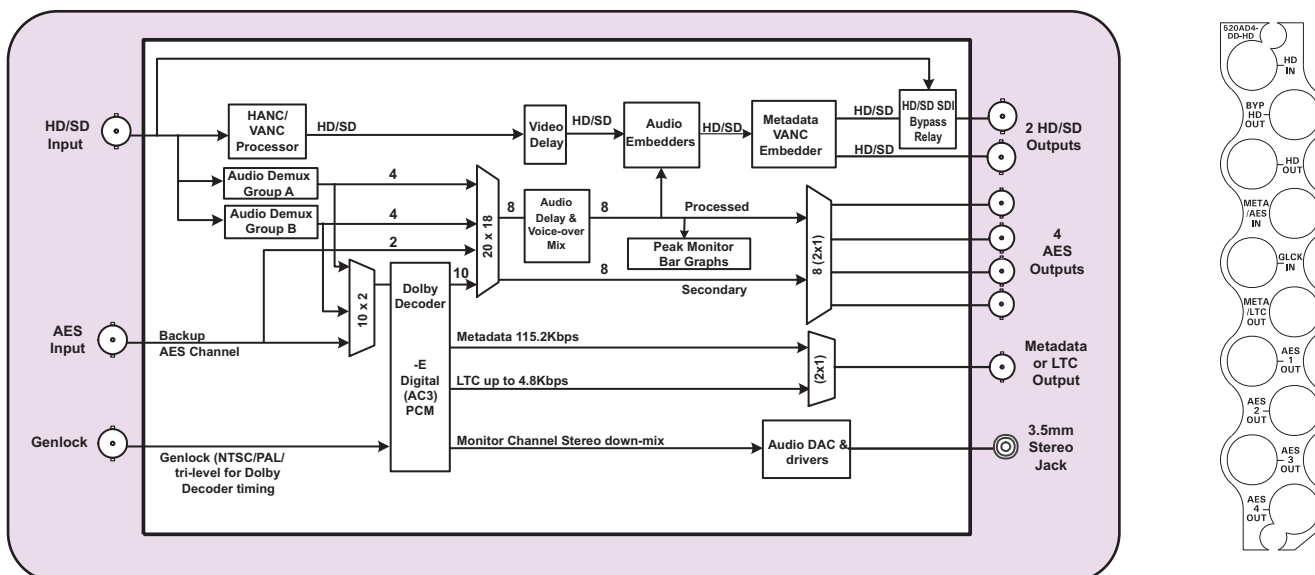 HD/SD
Input
AES
Input
Genlock
HANC/
VANC
Processor
HD/SD
Video
Delay
HD/SD
Audio
Embedders
HD/SD
Metadata
VANC
Embedder
HD/SD
HD/SD
HD/SD SDI
Bypass
Relay
2 HD/SD
Outputs
Audio Demux
Group A
4
Audio Demux
Group B
4
2
10
20 x 18
8
Audio
Delay &
Voice-over
Mix
8
Processed
Peak Monitor
Bar Graphs
8
Secondary
8 (2x1)
4
AES
Outputs
10 x 2
Backup
AES Channel
Dolby
Decoder
-E
Digital
(AC3)
PCM
Metadata 115.2Kbps
LTC up to 4.8Kbps
(2x1)
Metadata
or LTC
Output
Genlock (NTSC/PAL/
tri-level for Dolby
Decoder timing
Monitor Channel Stereo down-mix
Audio DAC &
drivers
3.5mm
Stereo
Jack
520AD4-
DD-HD
HD
IN
BYP
HD
OUT
HD
OUT
META
/AES
IN
GLCK
IN
META
/LTC
OUT
AES
1
OUT
AES
2
OUT
AES
3
OUT
AES
4
OUT